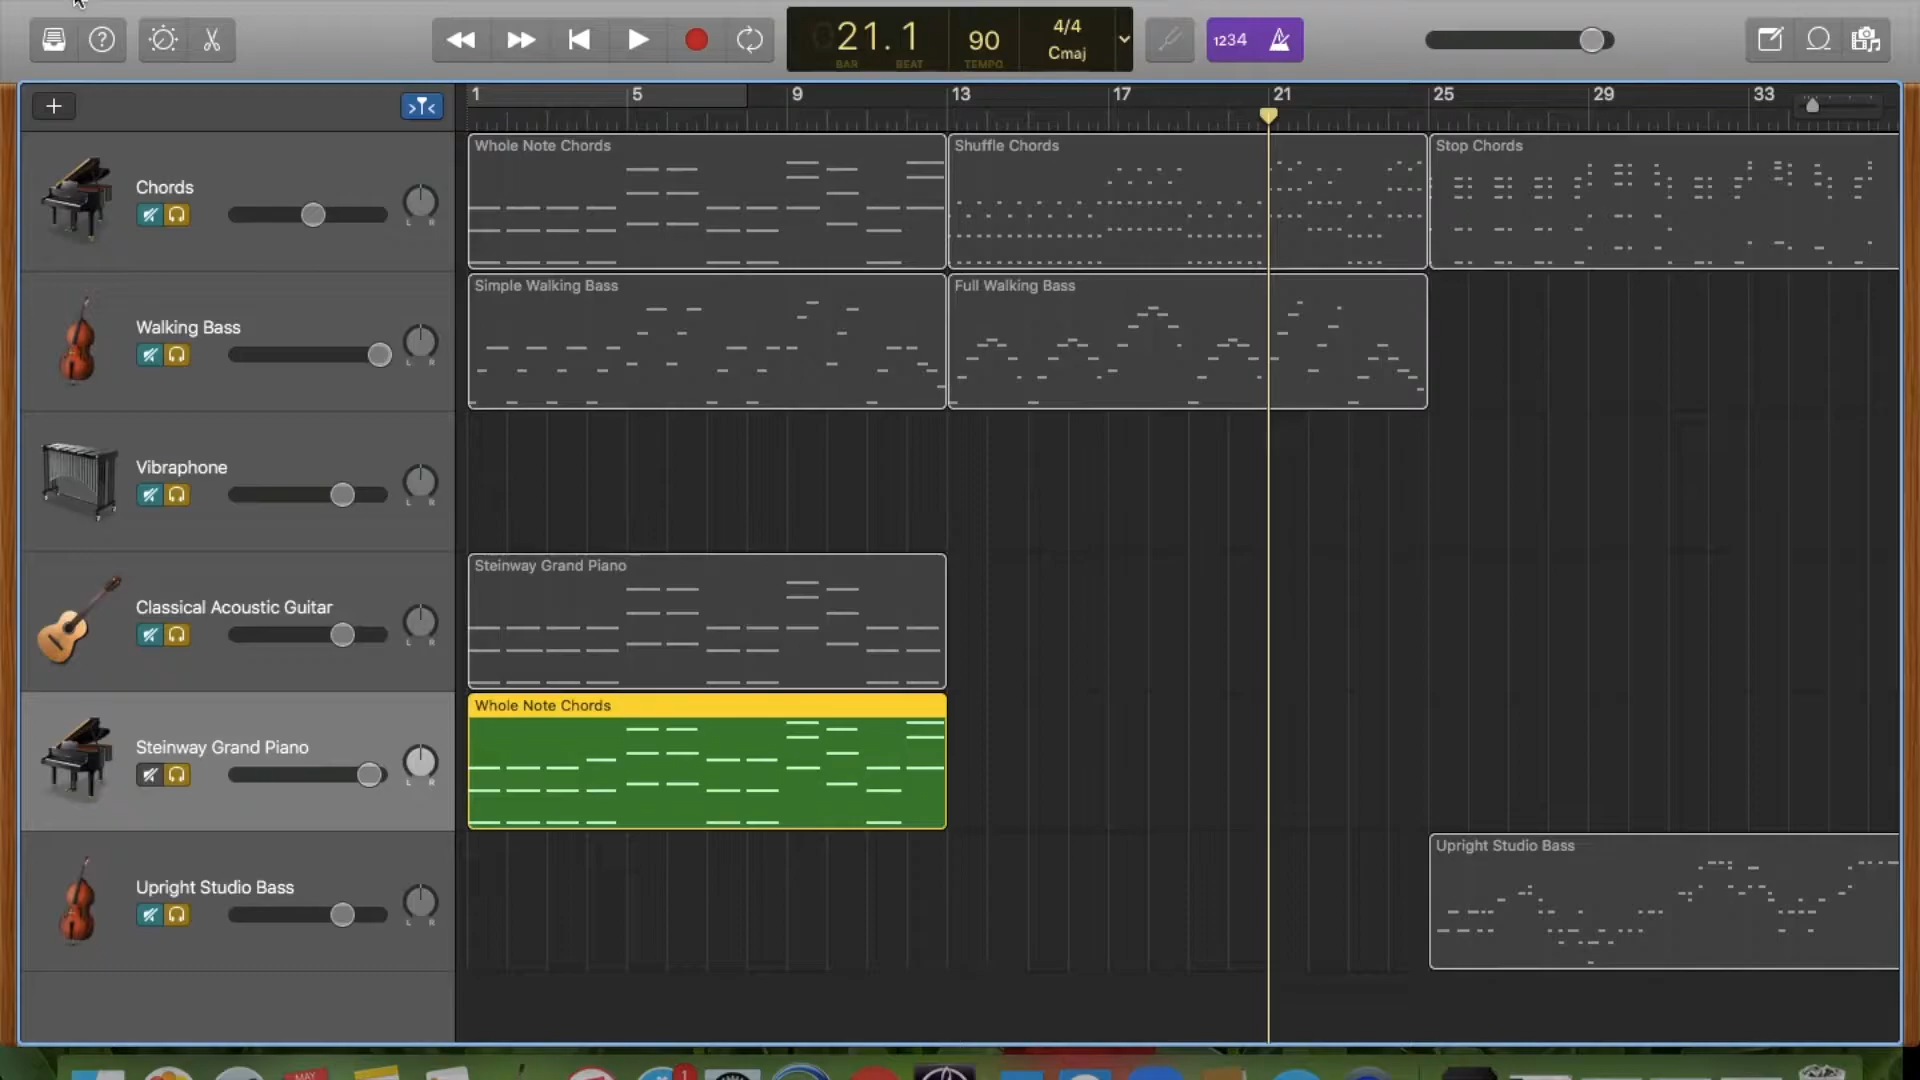 21.1
90
4/4
Cmaj
BAR
BEAT
TEMPO
1234
1
5
9
13
17
21
25
29
33
Whole Note Chords
Shuffle Chords
Stop Chords
Chords
L R
Simple Walking Bass
Full Walking Bass
Walking Bass
L R
Vibraphone
L R
Steinway Grand Piano
Classical Acoustic Guitar
L R
Whole Note Chords
Steinway Grand Piano
L R
Upright Studio Bass
Upright Studio Bass
L R
MAY
1